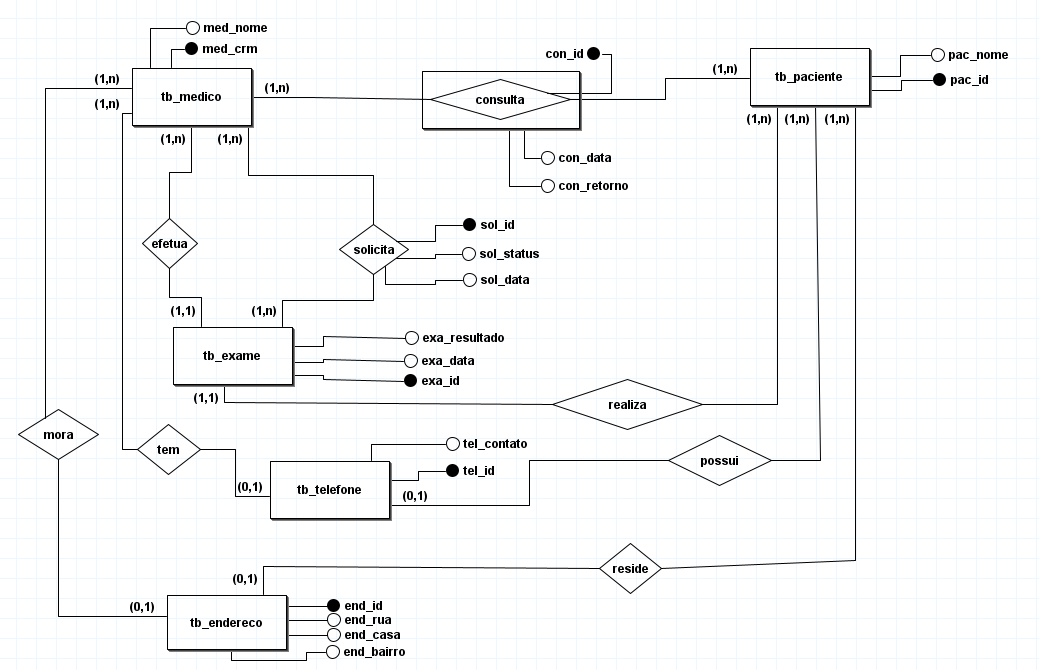 med_nome
med_crm
con_id
pac_nome
pac_id
(1,n)
(1,n)
tb_medico
(1,n)
consulta
(1,n)
tb_paciente
(1,n)
(1,n)
(1,n)
(1,n)
(1,n)
con_data
con_retorno
efetua
solicita
sol_id
sol_status
sol_data
(1,1)
(1,n)
tb_exame
exa_resultado
exa_data
exa_id
(1,1)
realiza
mora
tem
tel_contato
possui
tel_id
(0,1)
tb_telefone
(0,1)
reside
(0,1)
(0,1)
tb_endereco
end_id
end_rua
end_casa
end_bairro